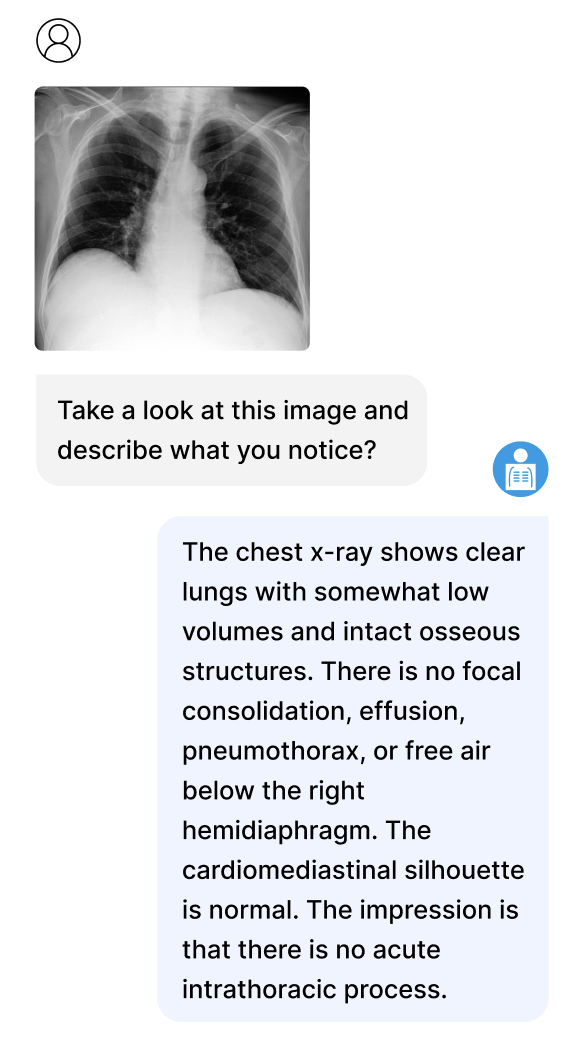 Take a look at this image and
describe what you notice?
The chest x-ray shows clear
lungs with somewhat low
volumes and intact osseous
structures. There is no focal
consolidation, effusion,
pneumothorax, or free air
below the right
hemidiaphragm. The
cardiomediastinal silhouette
is normal. The impression is
that there is no acute
intrathoracic process.